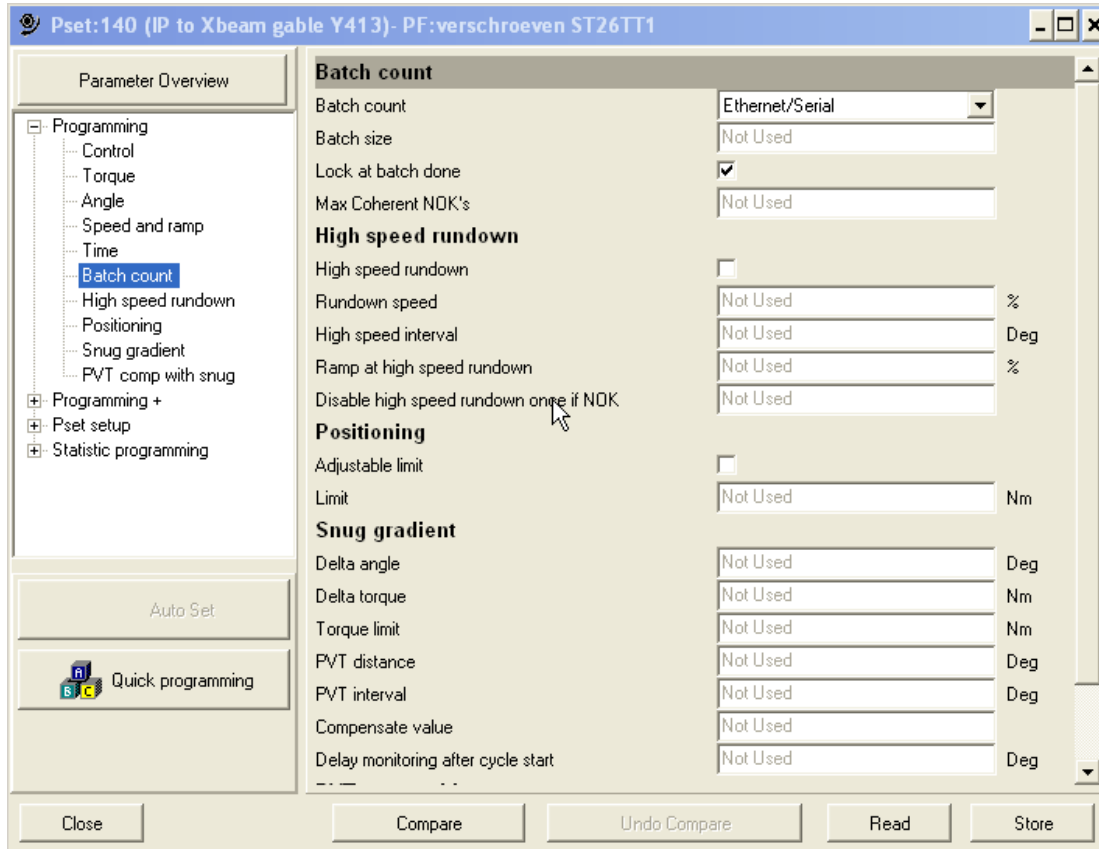 Pset:140 (IP to Xbeam gable Y413)- PF:verschroeven ST26TT1
Parameter Overview
Programming
Control
Torque
Angle
Speed and ramp
Time
Batch count
High speed rundown
Positioning
Snug gradient
PVT comp with snug
Programming +
Pset setup
Statistic programming
Auto Set
A B C Quick programming
Batch count
Batch count Ethernet/Serial
Batch size Not Used
Lock at batch done
Max Coherent NOK's Not Used
High speed rundown
High speed rundown
Rundown speed Not Used %
High speed interval Not Used Deg
Ramp at high speed rundown Not Used %
Disable high speed rundown once if NOK Not Used
Positioning
Adjustable limit
Limit Not Used Nm
Snug gradient
Delta angle Not Used Deg
Delta torque Not Used Nm
Torque limit Not Used Nm
PVT distance Not Used Deg
PVT interval Not Used Deg
Compensate value Not Used
Delay monitoring after cycle start Not Used Deg
Close Compare Undo Compare Read Store